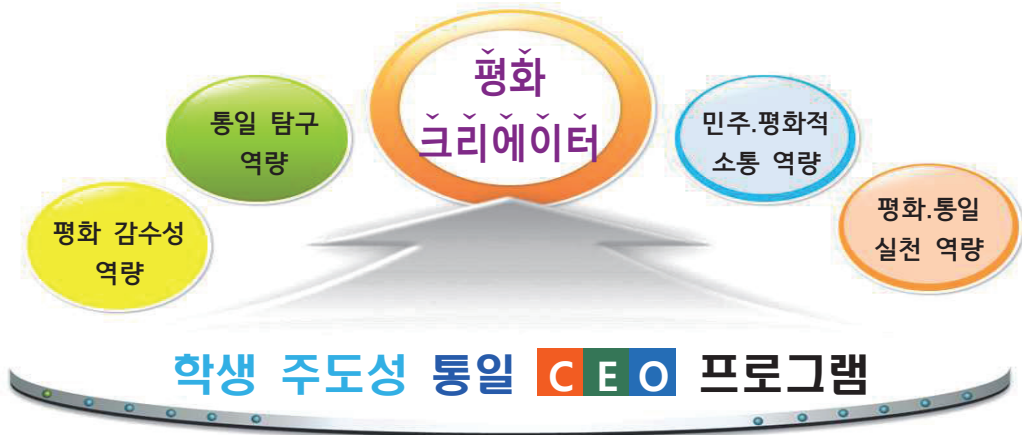 평화
크리에이터
통일 탐구
역량
민주.평화적
소통 역량
평화 감수성
역량
평화.통일
실천 역량
학생 주도성 통일 CEO 프로그램